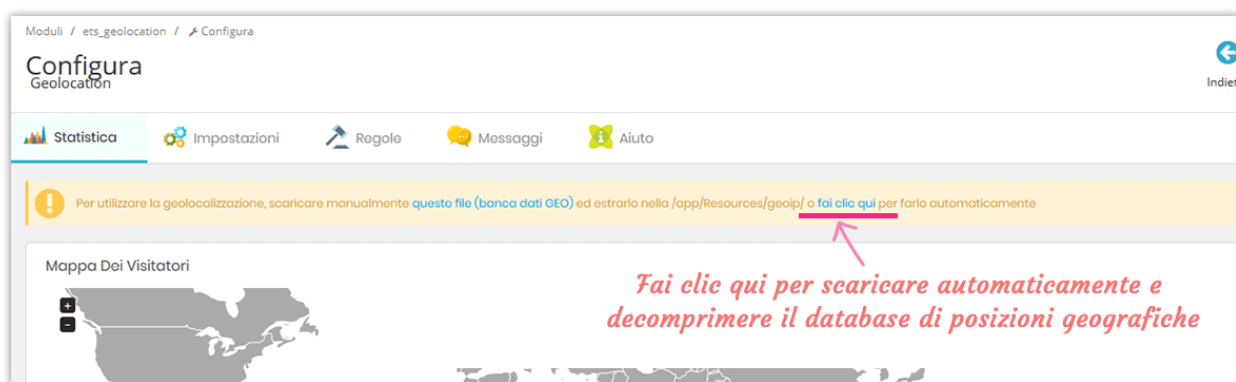 Moduli / ets_geolocation / Configura
Configura
Geolocation
Indiet
Statistica
Impostazioni
Regole
Messaggi
Aiuto
Per utilizzare la geolocalizzazione, scaricare manualmente questo file (banca dati GEO) ed estrarlo nella /app/Resources/geoip/ o fai clic qui per farlo automaticamente
Mappa Dei Visitatori
+
-
Fai clic qui per scaricare automaticamente e
decomprimere il database di posizioni geografiche